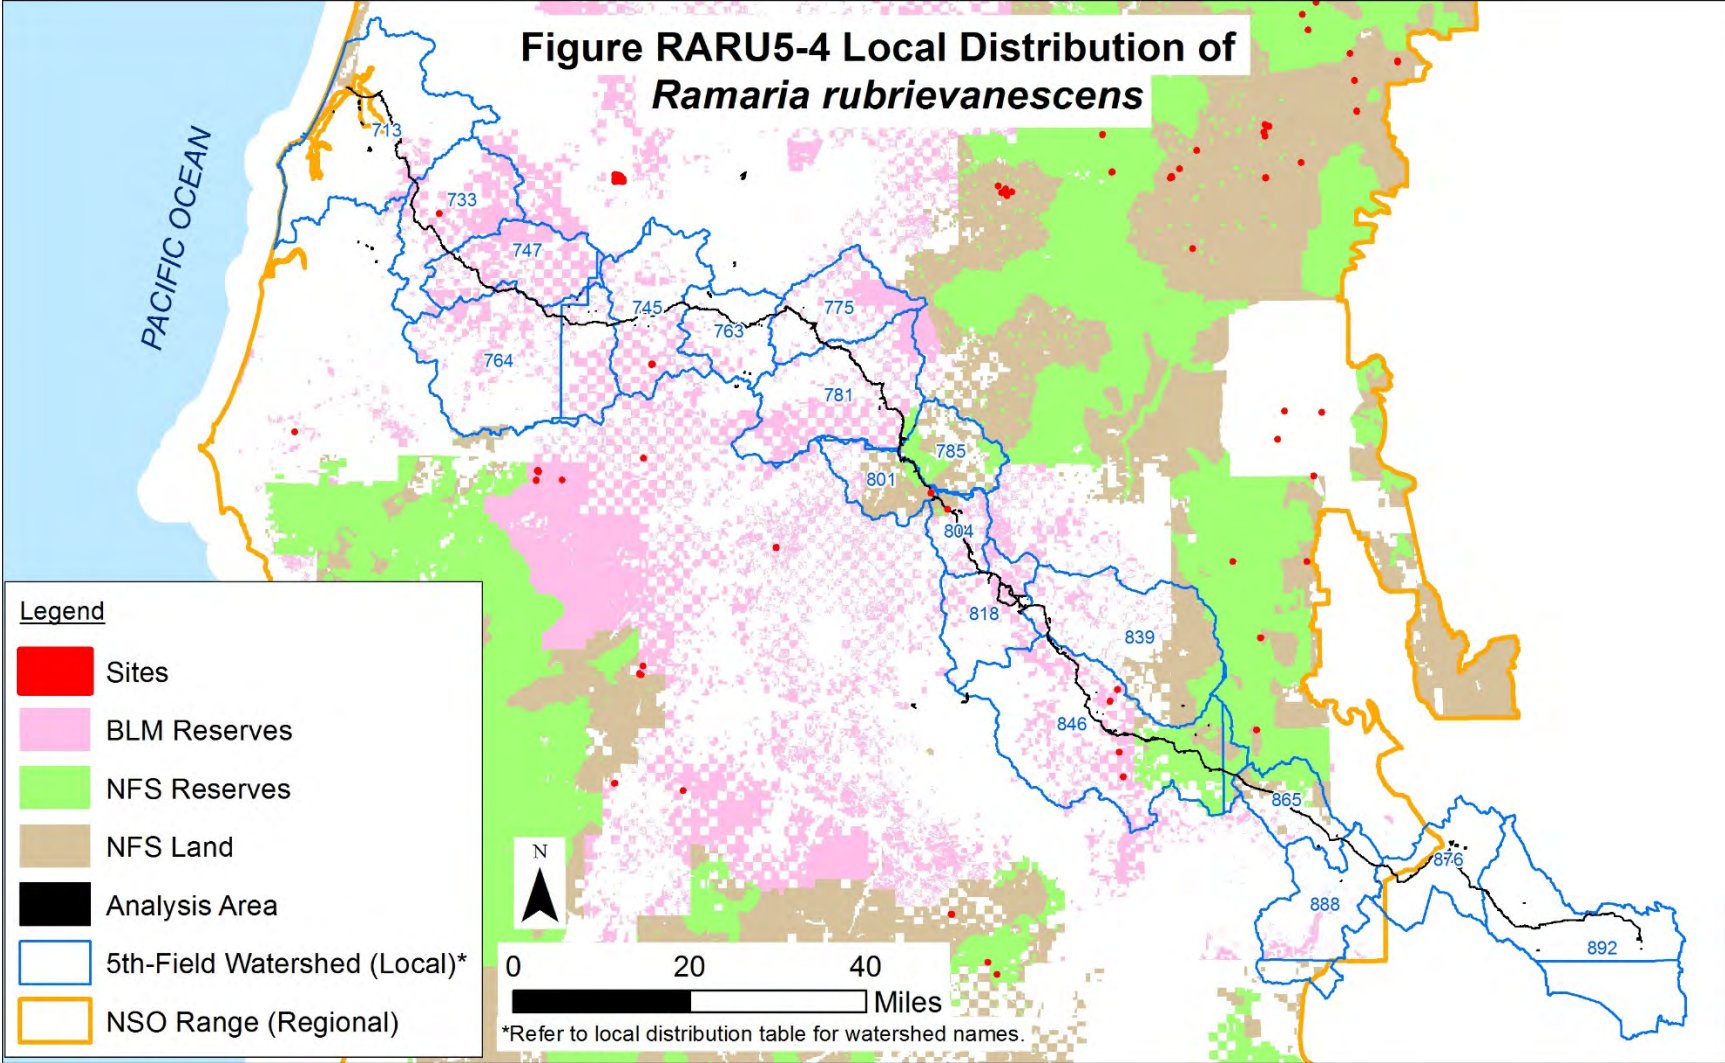 Figure RARU5-4 Local Distribution of
Ramaria rubrievanescens
PACIFIC OCEAN
713
733
747
745
775
763
764
781
785
801
804
818
839
846
865
876
888
892
Legend
Sites
BLM Reserves
NFS Reserves
NFS Land
Analysis Area
5th-Field Watershed (Local)*
NSO Range (Regional)
N
0 20 40
Miles
*Refer to local distribution table for watershed names.